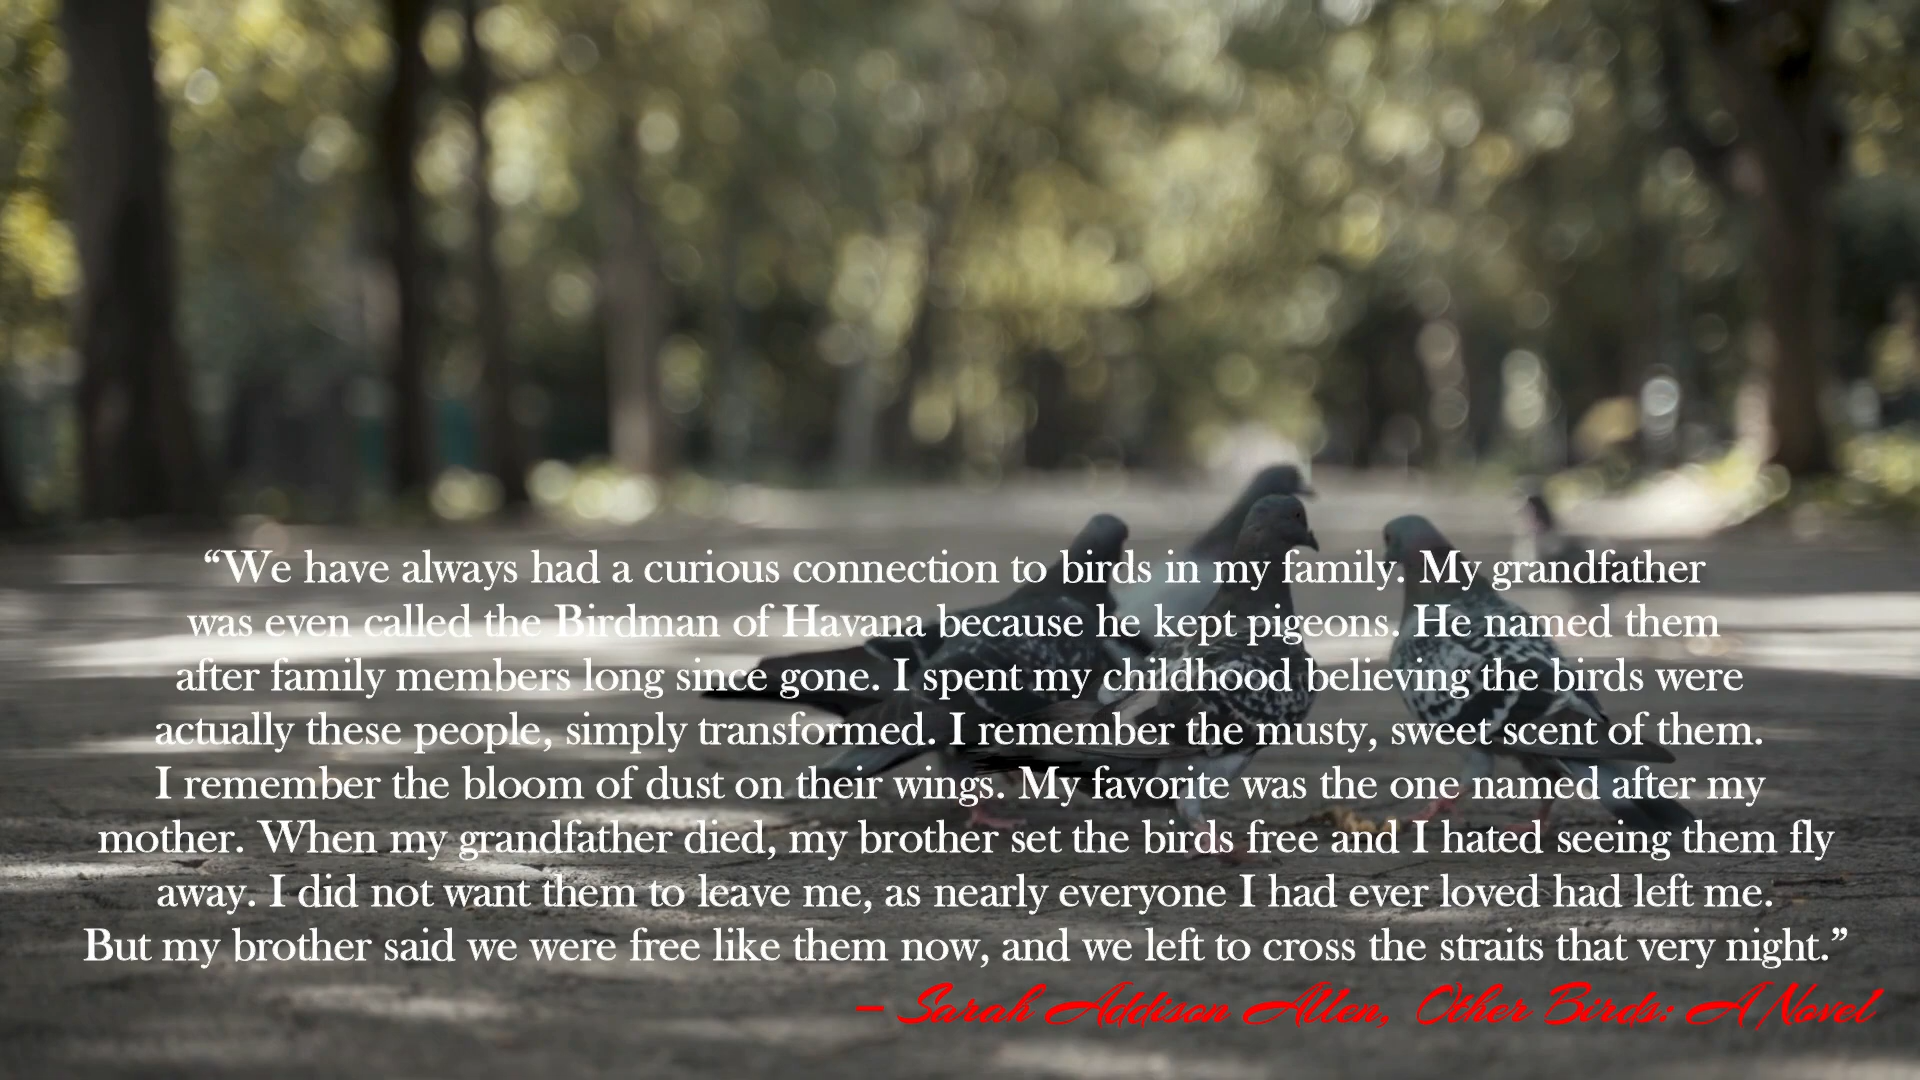 “We have always had a curious connection to birds in my family. My grandfather
was even called the Birdman of Havana because he kept pigeons. He named them
after family members long since gone. I spent my childhood believing the birds were
actually these people, simply transformed. I remember the musty, sweet scent of them.
I remember the bloom of dust on their wings. My favorite was the one named after my
mother. When my grandfather died, my brother set the birds free and I hated seeing them fly
away. I did not want them to leave me, as nearly everyone I had ever loved had left me.
But my brother said we were free like them now, and we left to cross the straits that very night.”
— Sarah Addison Allen, Other Birds: A Novel